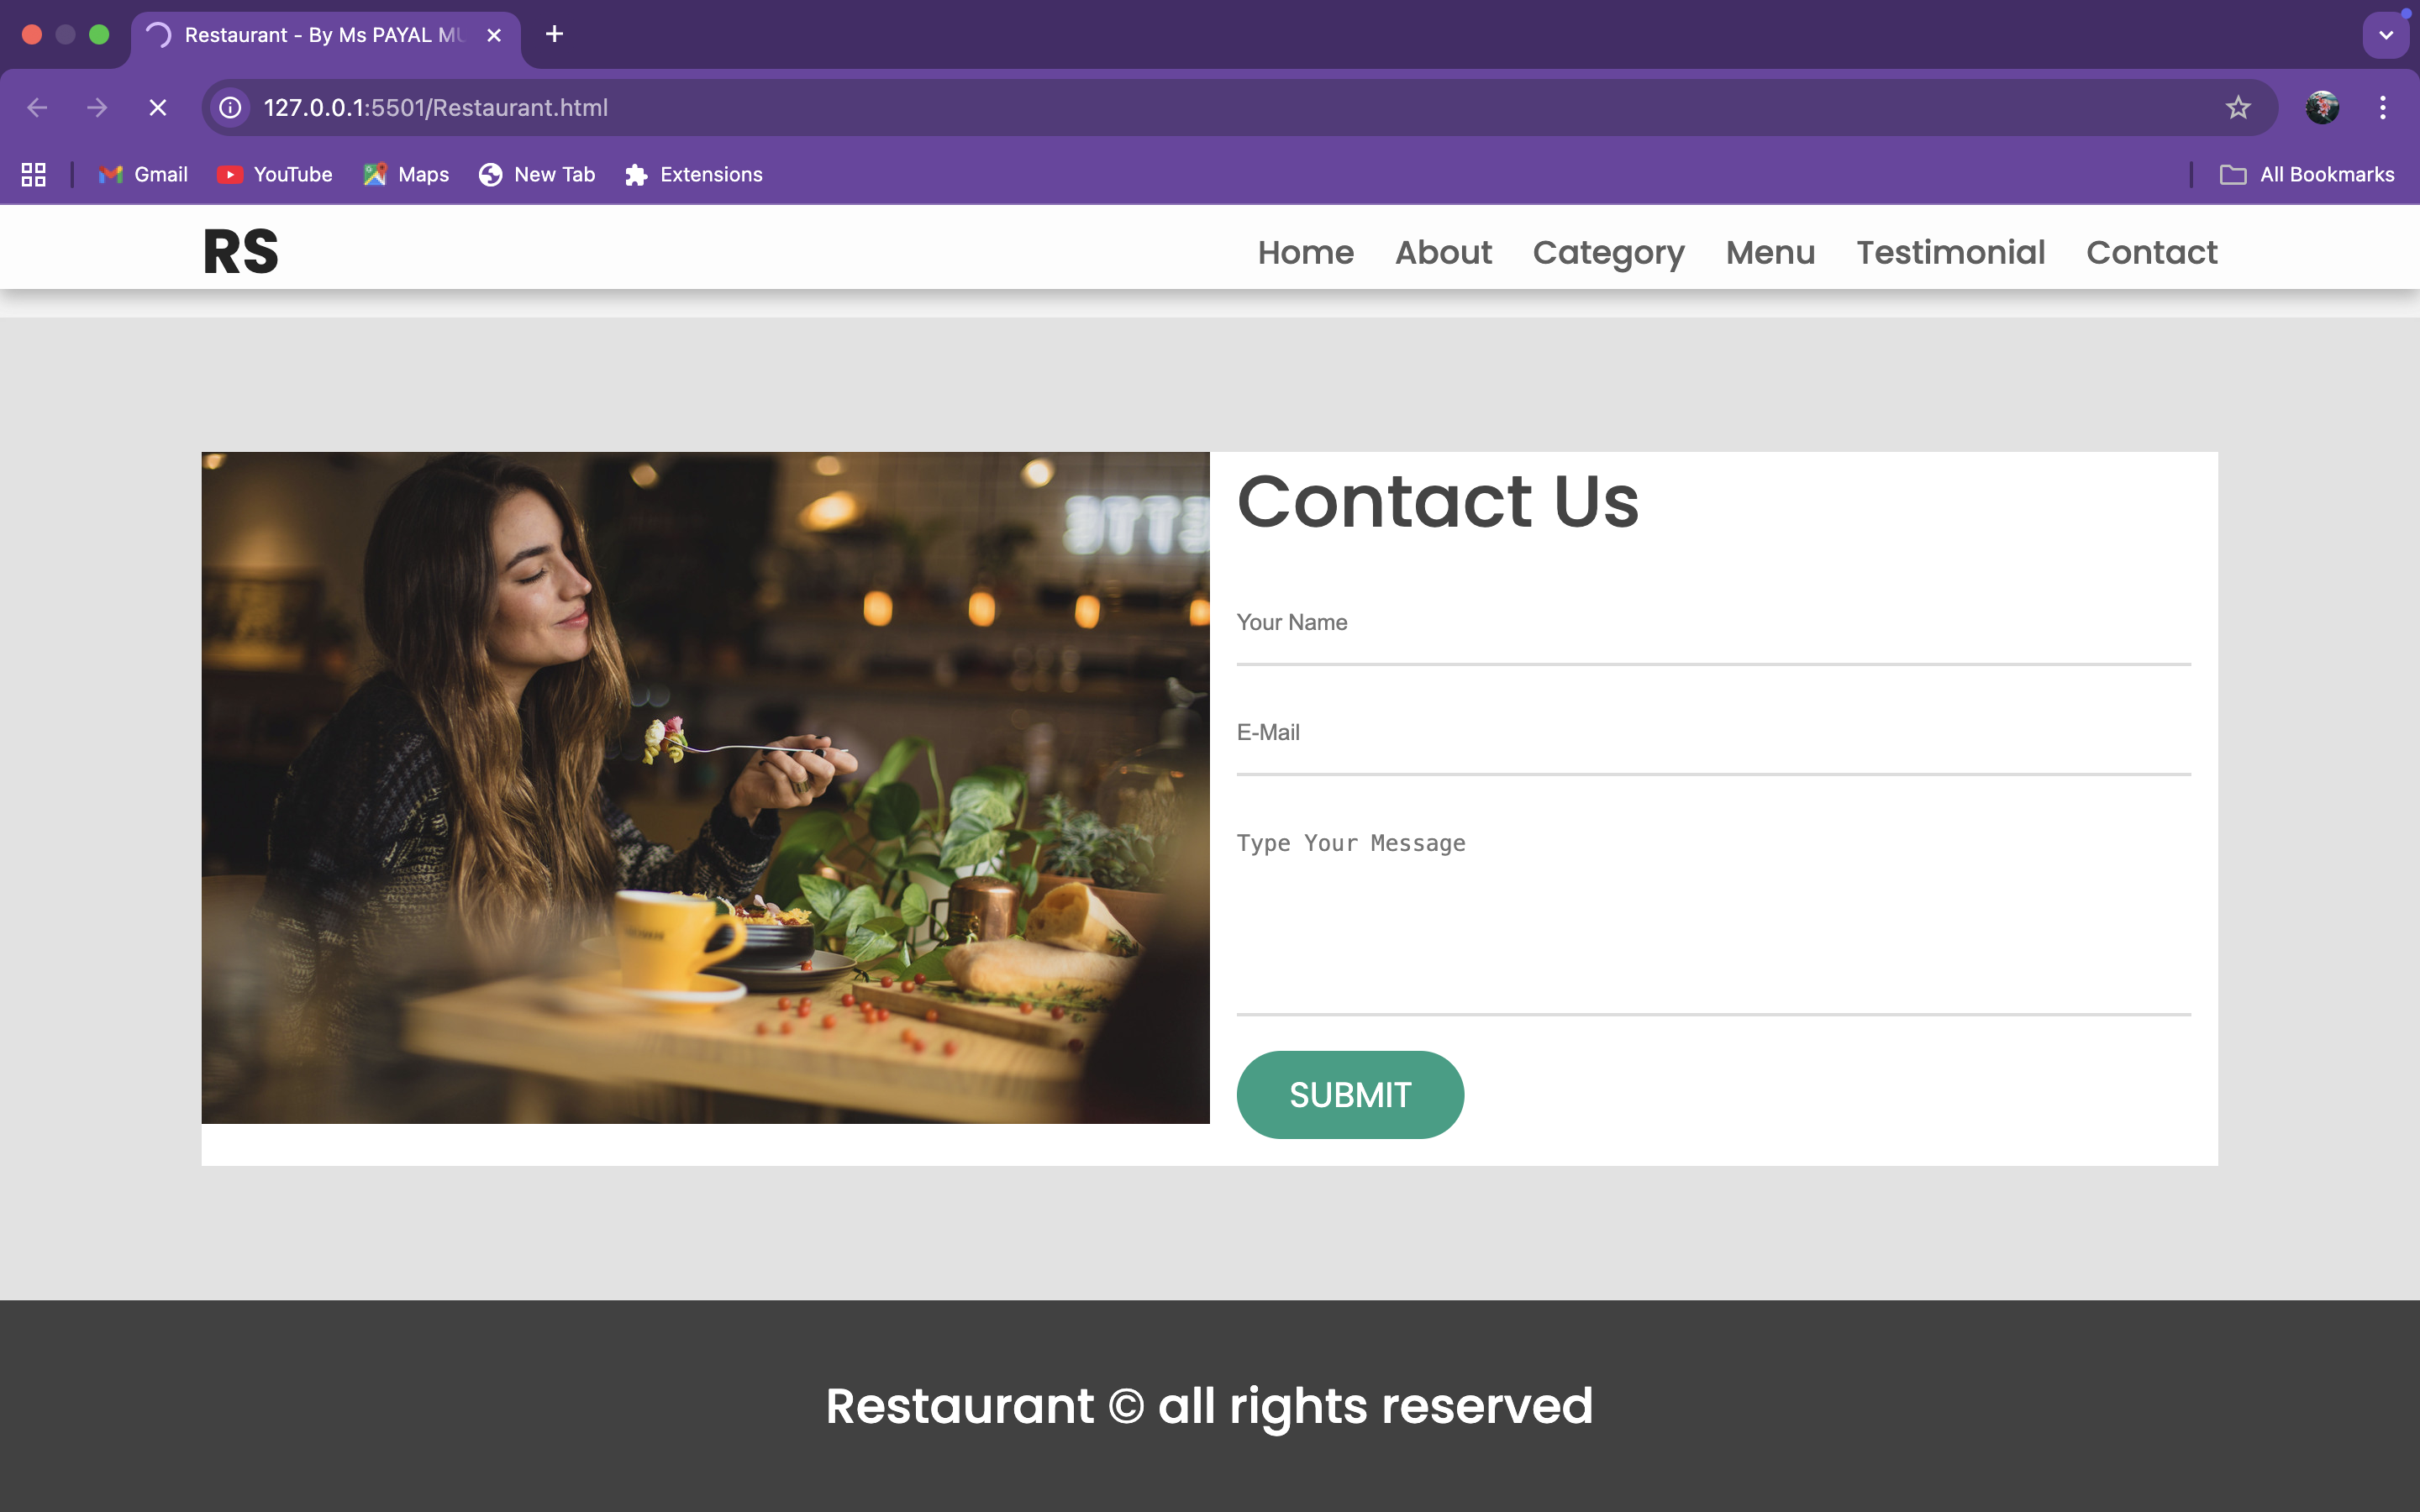 Restaurant - By Ms PAYAL
127.0.0.1:5501/Restaurant.html
Gmail YouTube Maps New Tab Extensions All Bookmarks
RS Home About Category Menu Testimonial Contact
Contact Us
Your Name
E-Mail
Type Your Message
SUBMIT
Restaurant © all rights reserved